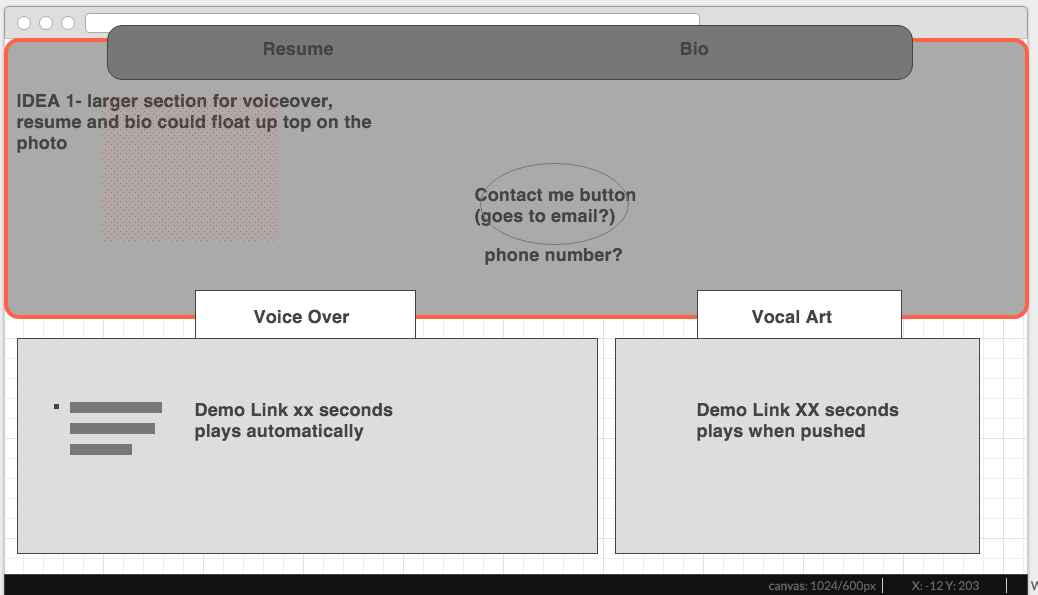 Resume
Bio
IDEA 1- larger section for voiceover,
resume and bio could float up top on the
photo
Contact me button
(goes to email?)
phone number?
Voice Over
Vocal Art
Demo Link xx seconds
plays automatically
Demo Link XX seconds
plays when pushed
canvas: 1024/600px
X: -12 Y: 203